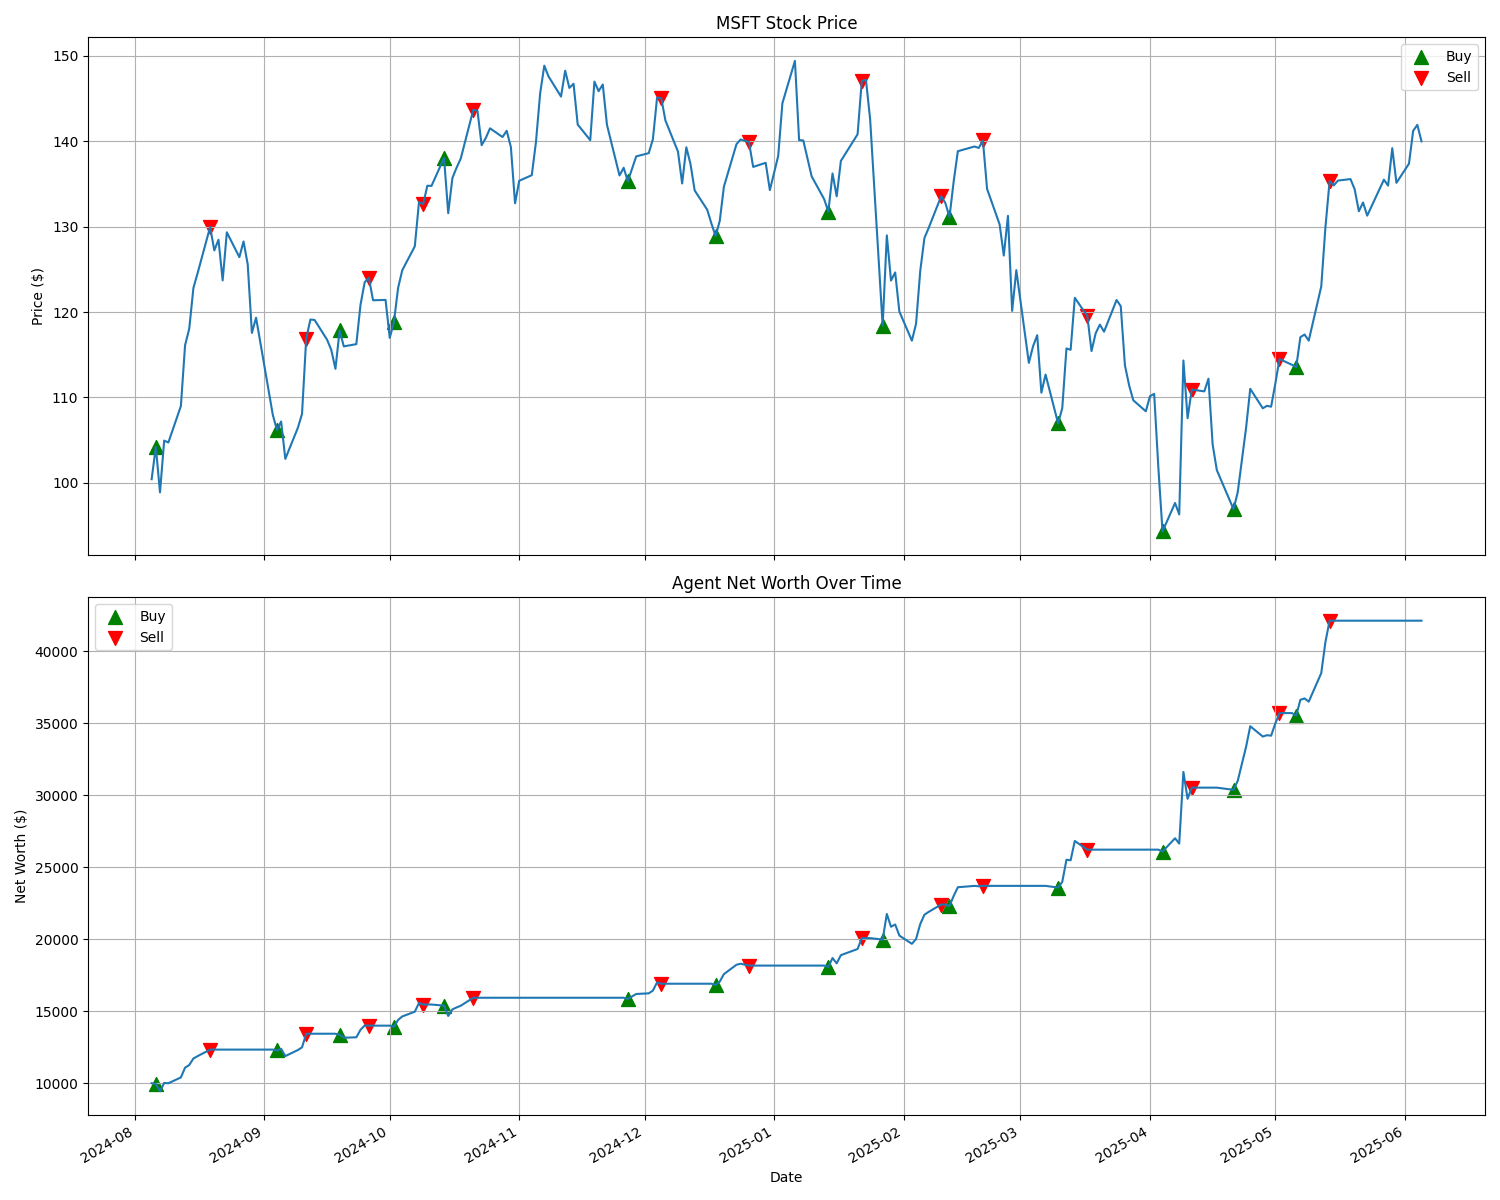 MSFT Stock Price
Buy
Sell
150
140
130
120
110
100
Price ($)
Agent Net Worth Over Time
Buy
Sell
40000
35000
30000
25000
20000
15000
10000
Net Worth ($)
2024-08
2024-09
2024-10
2024-11
2024-12
2025-01
2025-02
2025-03
2025-04
2025-05
2025-06
Date